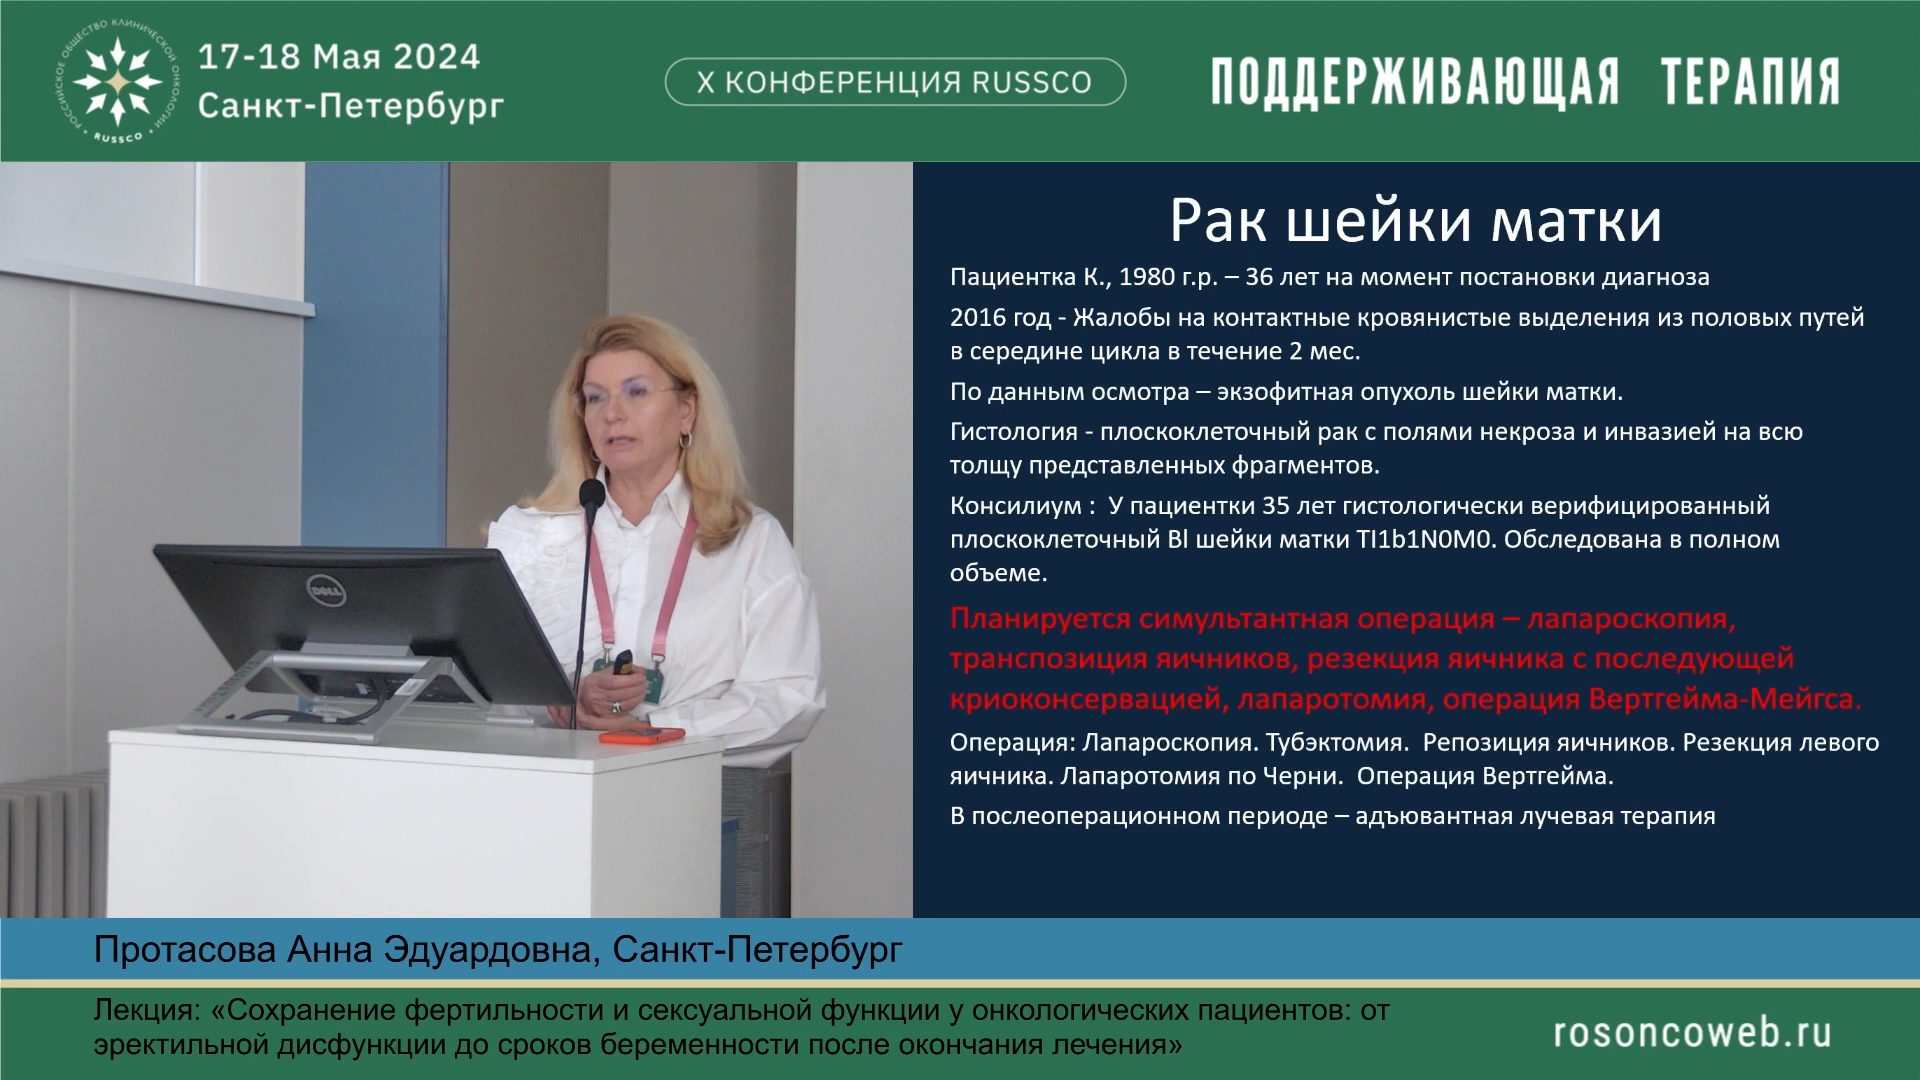 РОССИЙСКОЕ ОБЩЕСТВО КЛИНИЧЕСКОЙ ОНКОЛОГИИ
• RUSSCO •
17-18 Мая 2024
Санкт-Петербург
X КОНФЕРЕНЦИЯ RUSSCO
ПОДДЕРЖИВАЮЩАЯ ТЕРАПИЯ
DELL
Рак шейки матки
Пациентка К., 1980 г.р. – 36 лет на момент постановки диагноза
2016 год - Жалобы на контактные кровянистые выделения из половых путей
в середине цикла в течение 2 мес.
По данным осмотра – экзофитная опухоль шейки матки.
Гистология - плоскоклеточный рак с полями некроза и инвазией на всю
толщу представленных фрагментов.
Консилиум : У пациентки 35 лет гистологически верифицированный
плоскоклеточный Bl шейки матки TI1b1N0M0. Обследована в полном
объеме.
Планируется симультантная операция – лапароскопия,
транспозиция яичников, резекция яичника с последующей
криоконсервацией, лапаротомия, операция Вертгейма-Мейгса.
Операция: Лапароскопия. Тубэктомия. Репозиция яичников. Резекция левого
яичника. Лапаротомия по Черни. Операция Вертгейма.
В послеоперационном периоде – адъювантная лучевая терапия
Протасова Анна Эдуардовна, Санкт-Петербург
Лекция: «Сохранение фертильности и сексуальной функции у онкологических пациентов: от
эректильной дисфункции до сроков беременности после окончания лечения»
rosoncoweb.ru